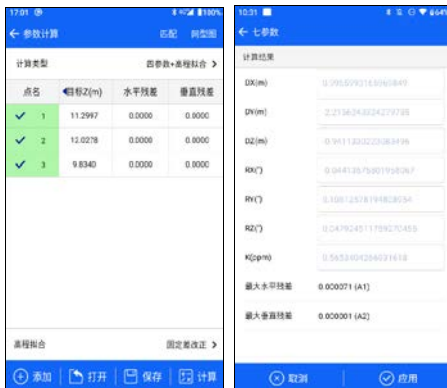 17:01
100%
参数计算
匹配
计算类型
四参数+高程拟合 >
点名
目标Z(m)
水平残差
垂直残差
1 11.2997 0.0000 0.0000
2 12.0278 0.0000 0.0000
3 9.8340 0.0000 0.0000
高程拟合
固定差改正 >
添加
打开
保存
计算
10:31
64%
七参数
计算结果
DX(m)
DY(m)
DZ(m)
RX(")
RY(")
RZ(")
K(ppm)
最大水平残差 0.000071 (A1)
最大垂直残差 0.000001 (A2)
取消
应用